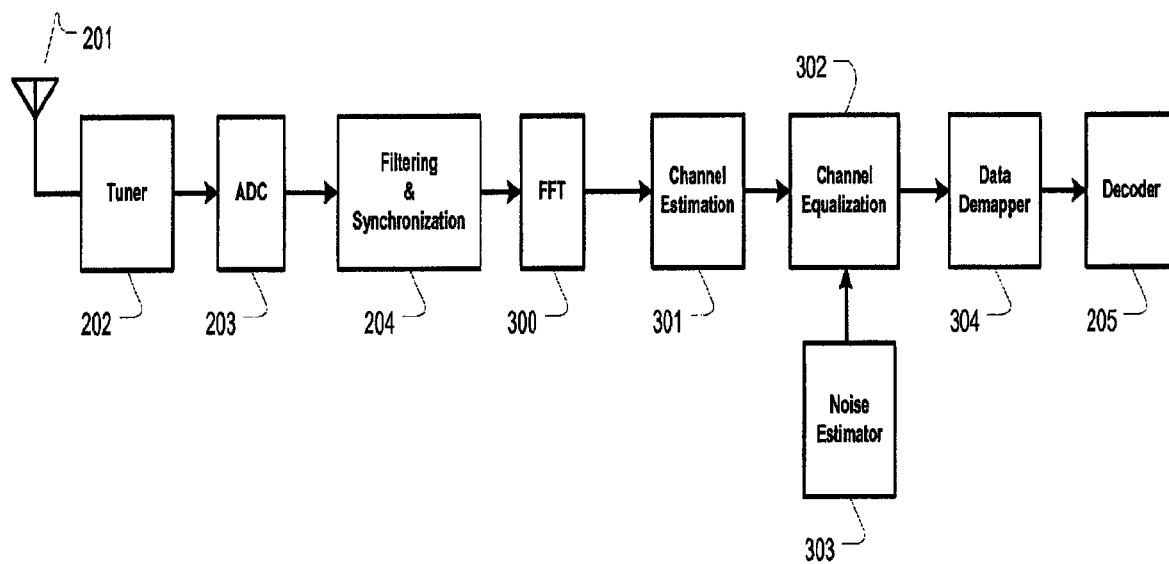 201
302
Tuner
ADC
Filtering
&
Synchronization
FFT
Channel
Estimation
Channel
Equalization
Data
Demapper
Decoder
202
203
204
300
301
304
205
Noise
Estimator
303